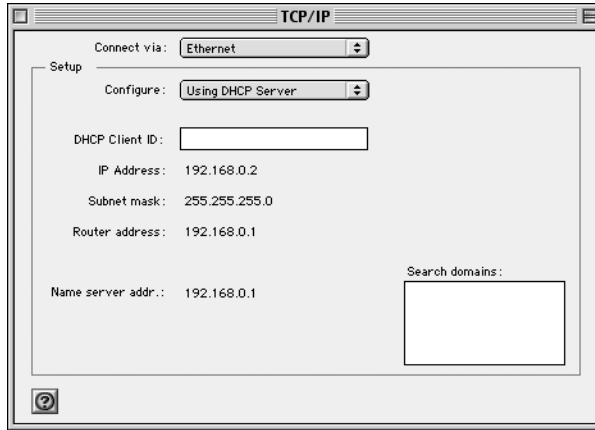 TCP/IP
Connect via: Ethernet
Setup
Configure: Using DHCP Server
DHCP Client ID:
IP Address: 192.168.0.2
Subnet mask: 255.255.255.0
Router address: 192.168.0.1
Search domains:
Name server addr.: 192.168.0.1
?